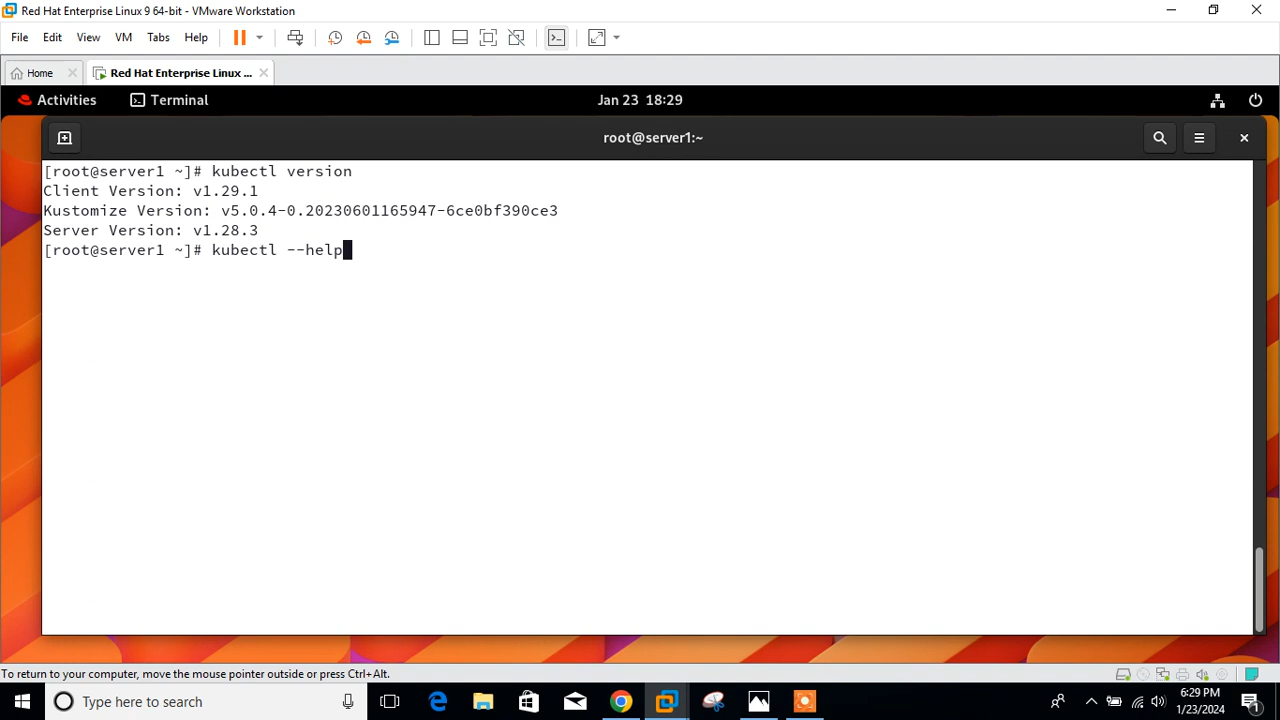 Red Hat Enterprise Linux 9 64-bit - VMware Workstation
File Edit View VM Tabs Help
Home Red Hat Enterprise Linux ...
Activities Terminal Jan 23 18:29
root@server1:~
[root@server1 ~]# kubectl version
Client Version: v1.29.1
Kustomize Version: v5.0.4-0.20230601165947-6ce0bf390ce3
Server Version: v1.28.3
[root@server1 ~]# kubectl --help
To return to your computer, move the mouse pointer outside or press Ctrl+Alt.
Type here to search
6:29 PM
1/23/2024
1